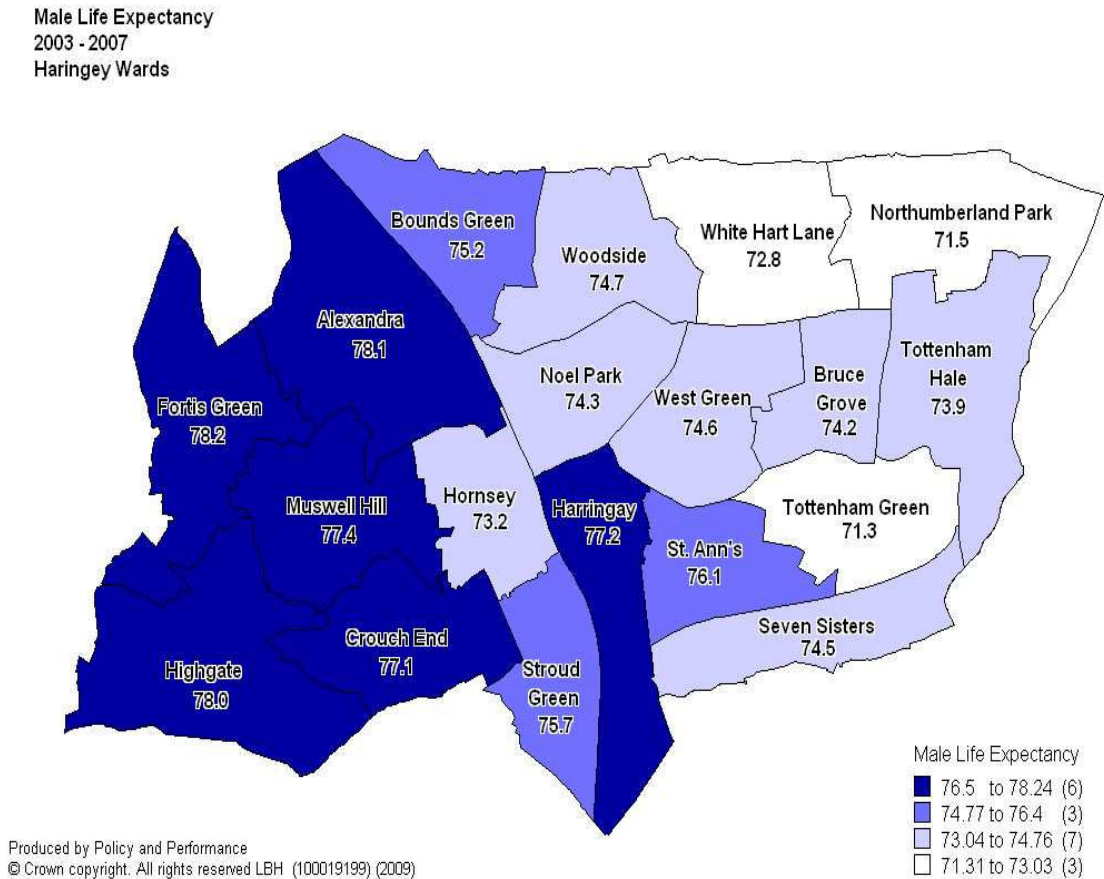 Male Life Expectancy
2003 - 2007
Haringey Wards
Bounds Green
75.2
Woodside
74.7
White Hart Lane
72.8
Northumberland Park
71.5
Alexandra
78.1
Noel Park
74.3
West Green
74.6
Bruce
Grove
74.2
Tottenham
Hale
73.9
Fortis Green
78.2
Muswell Hill
77.4
Hornsey
73.2
Harringay
77.2
St. Ann's
76.1
Tottenham Green
71.3
Seven Sisters
74.5
Highgate
78.0
Crouch End
77.1
Stroud
Green
75.7
Male Life Expectancy
76.5 to 78.24 (6)
74.77 to 76.4 (3)
73.04 to 74.76 (7)
71.31 to 73.03 (3)
Produced by Policy and Performance
© Crown copyright. All rights reserved LBH (100019199) (2009)